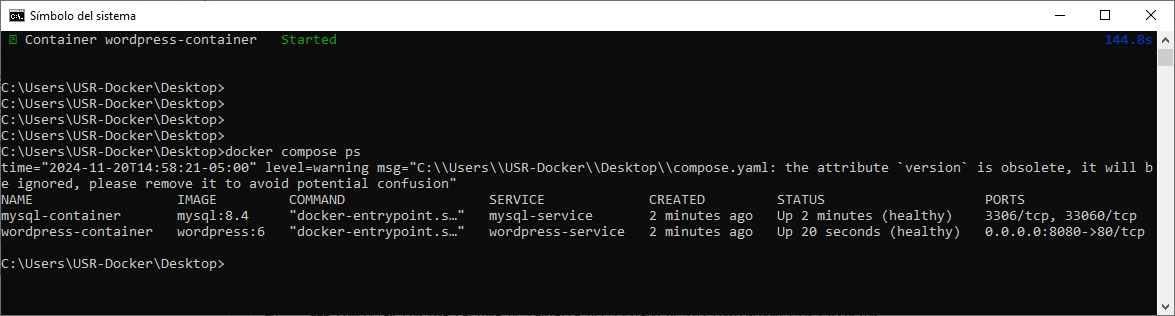 Símbolo del sistema
Container wordpress-container   Started   144.8s
C:\Users\USR-Docker\Desktop>
C:\Users\USR-Docker\Desktop>
C:\Users\USR-Docker\Desktop>
C:\Users\USR-Docker\Desktop>
C:\Users\USR-Docker\Desktop>docker compose ps
time="2024-11-20T14:58:21-05:00" level=warning msg="C:\\Users\\USR-Docker\\Desktop\\compose.yaml: the attribute `version` is obsolete, it will b
e ignored, please remove it to avoid potential confusion"
NAME                  IMAGE         COMMAND                  SERVICE             CREATED         STATUS                    PORTS
mysql-container       mysql:8.4     "docker-entrypoint.s…"   mysql-service       2 minutes ago   Up 2 minutes (healthy)    3306/tcp, 33060/tcp
wordpress-container   wordpress:6   "docker-entrypoint.s…"   wordpress-service   2 minutes ago   Up 20 seconds (healthy)   0.0.0.0:8080->80/tcp
C:\Users\USR-Docker\Desktop>